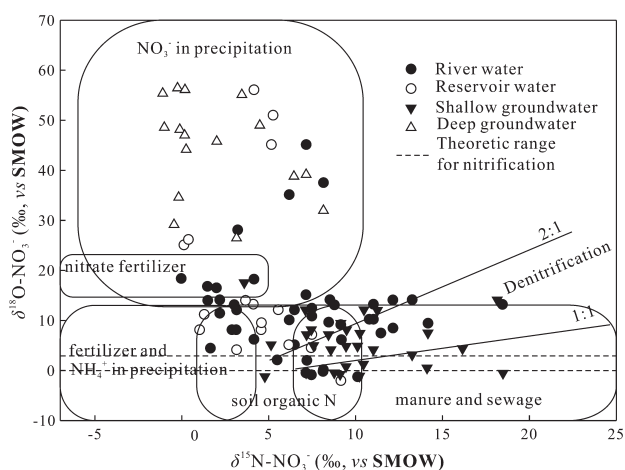 70
60
50
40
30
20
10
0
-10
δ¹⁸O-NO₃⁻ (‰, vs SMOW)
NO₃⁻ in precipitation
River water
Reservoir water
Shallow groundwater
Deep groundwater
Theoretic range
for nitrification
nitrate fertilizer
2:1
Denitrification
1:1
fertilizer and
NH₄⁺ in precipitation
soil organic N
manure and sewage
-5
0
5
10
15
20
25
δ¹⁵N-NO₃⁻ (‰, vs SMOW)